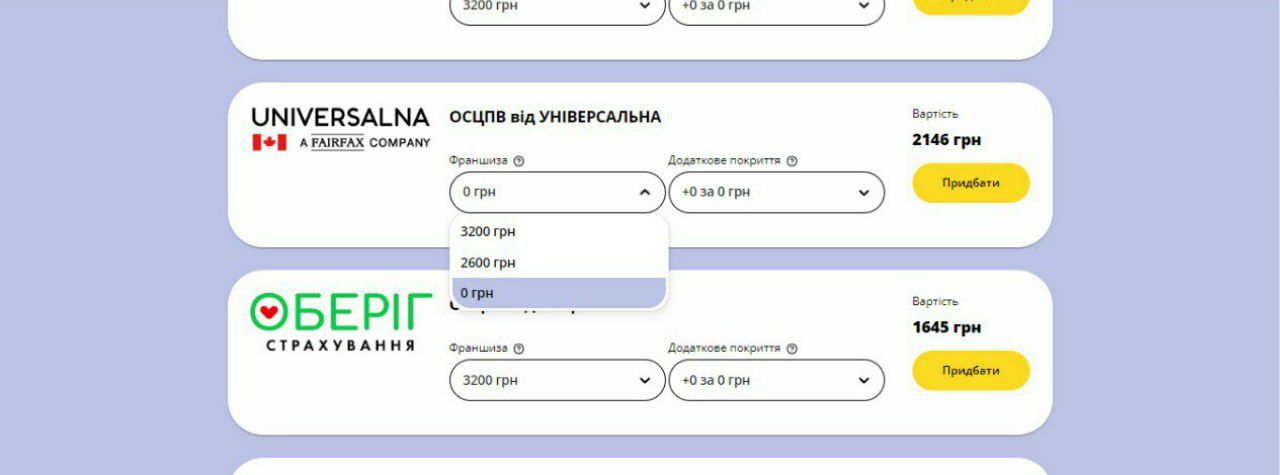 3200 грн
+0 за 0 грн
UNIVERSALNA
A FAIRFAX COMPANY
ОСЦПВ від УНІВЕРСАЛЬНА
Франшиза
0 грн
3200 грн
2600 грн
0 грн
Додаткове покриття
+0 за 0 грн
Вартість
2146 грн
Придбати
ОБЕРІГ
СТРАХУВАННЯ
Франшиза
3200 грн
Додаткове покриття
+0 за 0 грн
Вартість
1645 грн
Придбати